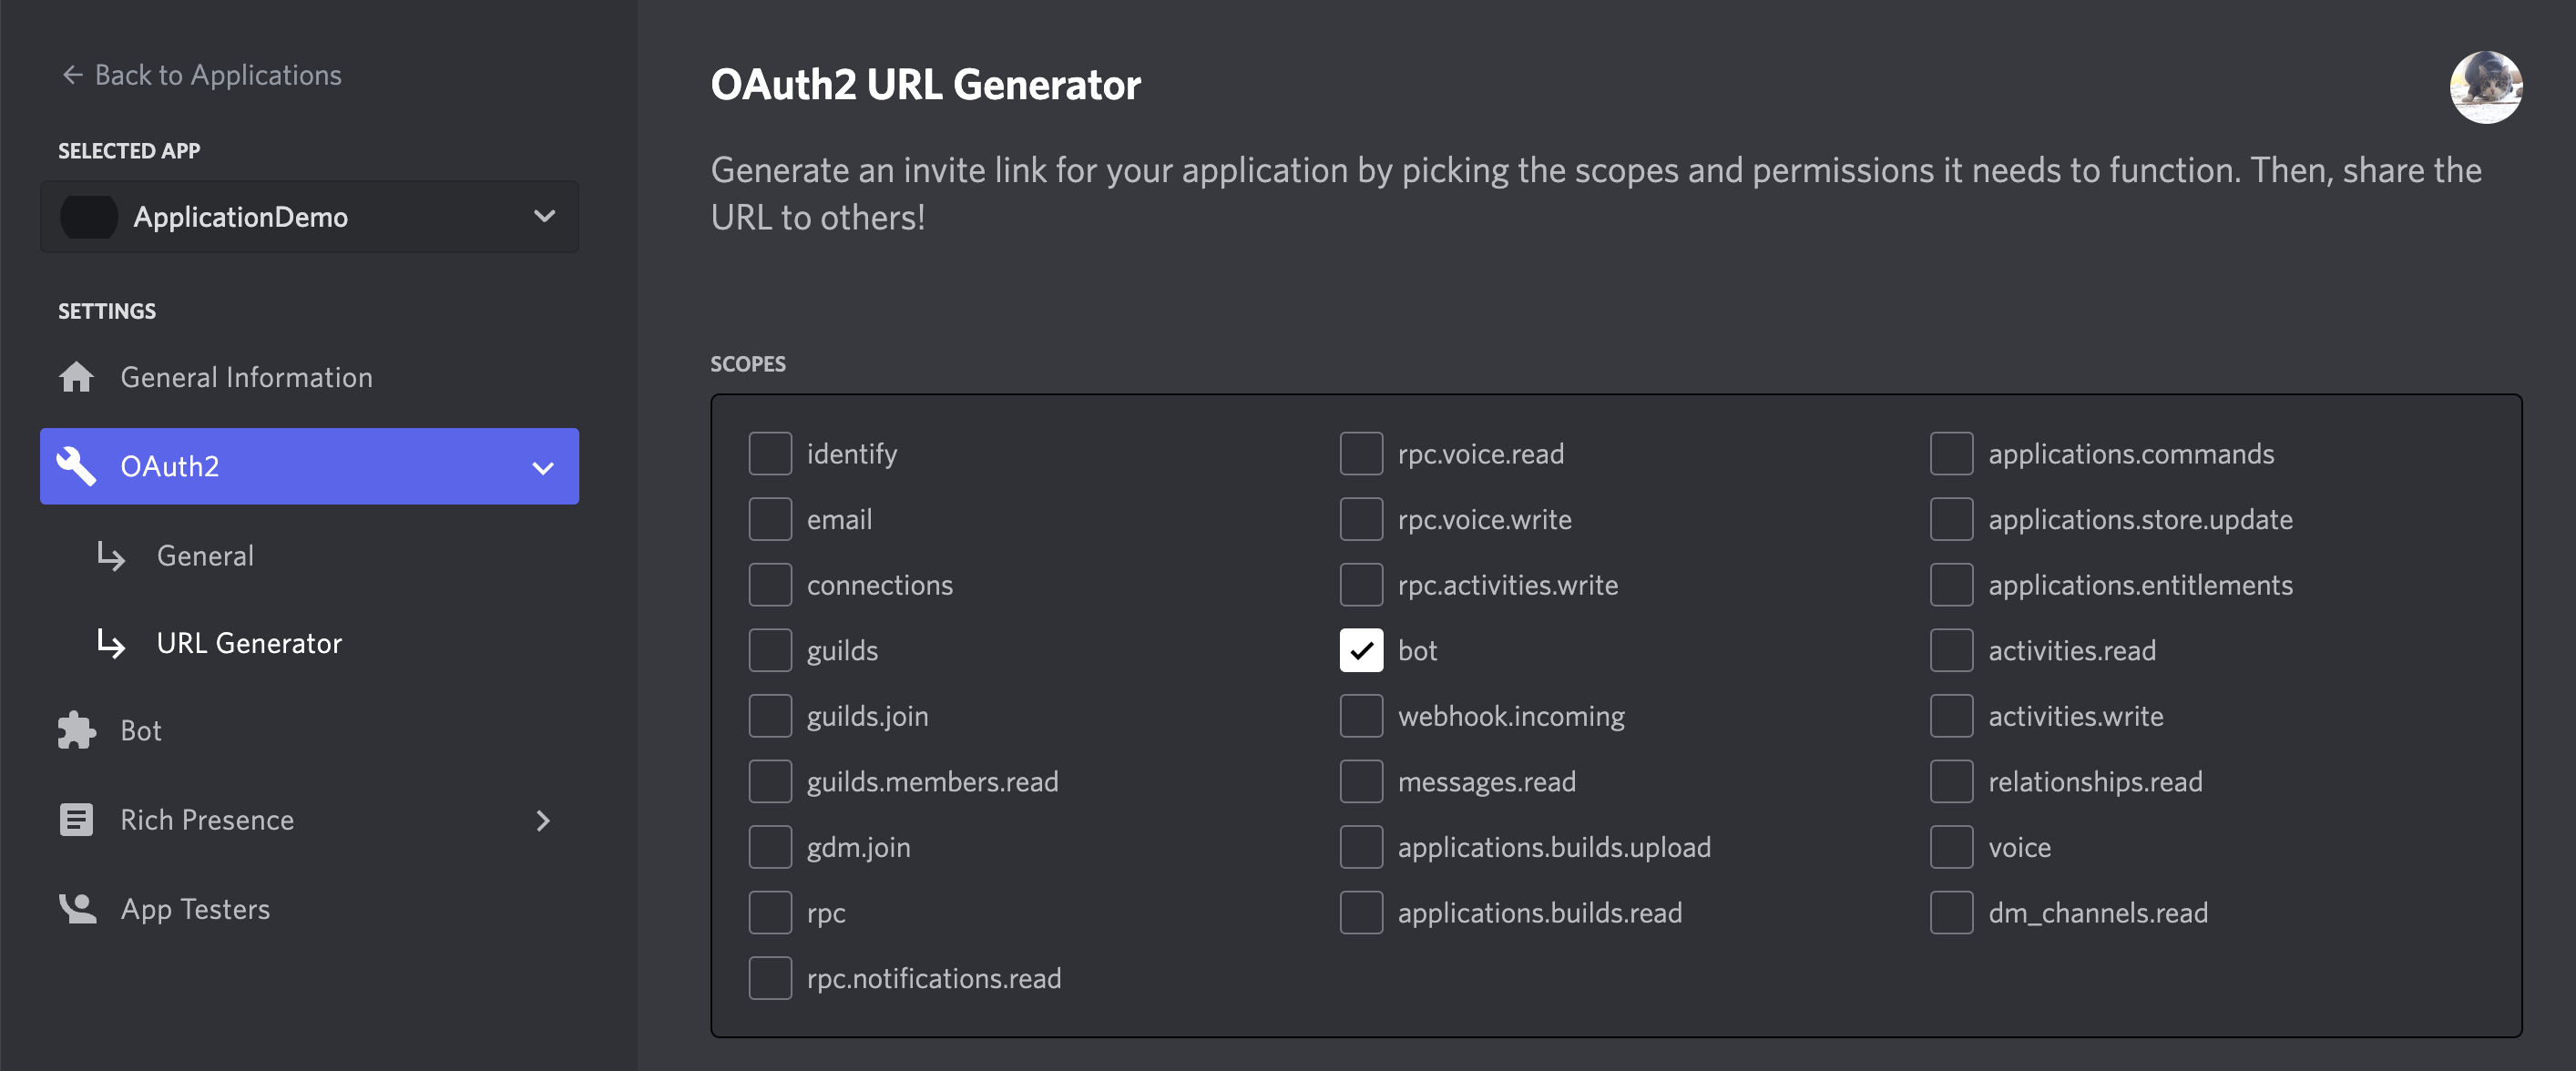 Back to Applications
SELECTED APP
ApplicationDemo
SETTINGS
General Information
OAuth2
General
URL Generator
Bot
Rich Presence
App Testers
OAuth2 URL Generator
Generate an invite link for your application by picking the scopes and permissions it needs to function. Then, share the
URL to others!
SCOPES
identify
email
connections
guilds
guilds.join
guilds.members.read
gdm.join
rpc
rpc.notifications.read
rpc.voice.read
rpc.voice.write
rpc.activities.write
bot
webhook.incoming
messages.read
applications.builds.upload
applications.builds.read
applications.commands
applications.store.update
applications.entitlements
activities.read
activities.write
relationships.read
voice
dm_channels.read